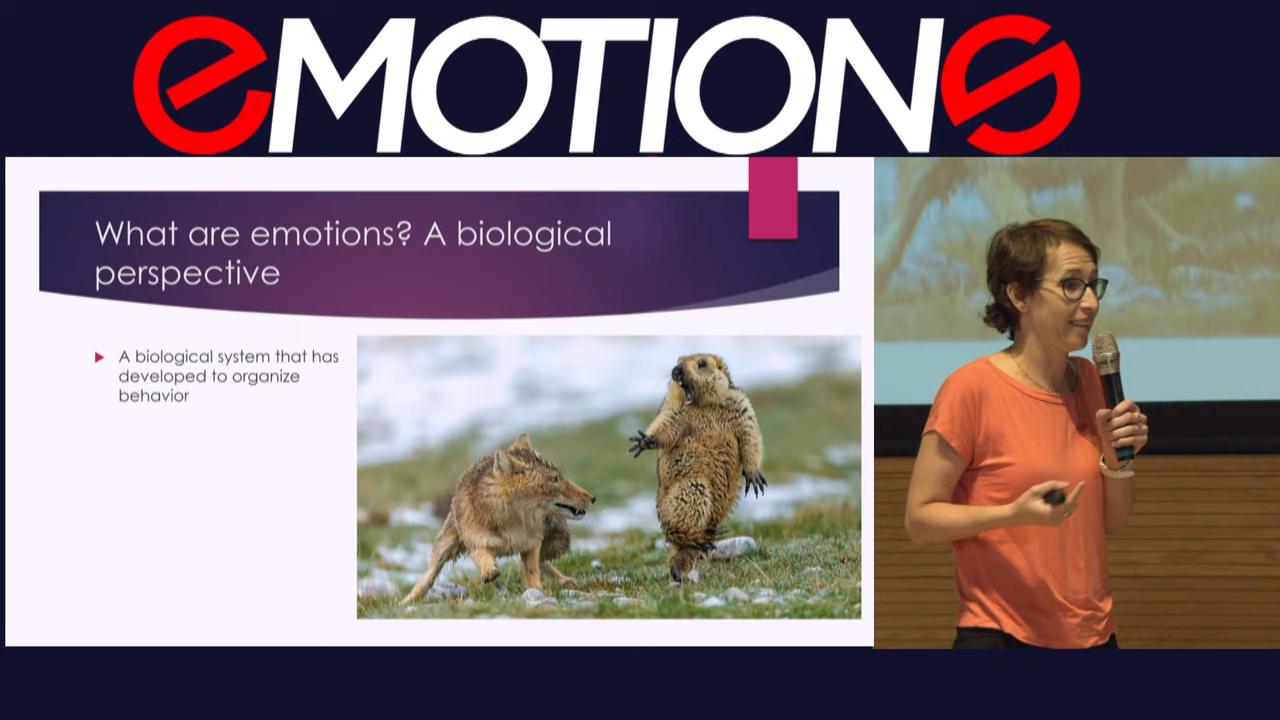 eMOTIONS
What are emotions? A biological
perspective
A biological system that has
developed to organize
behavior